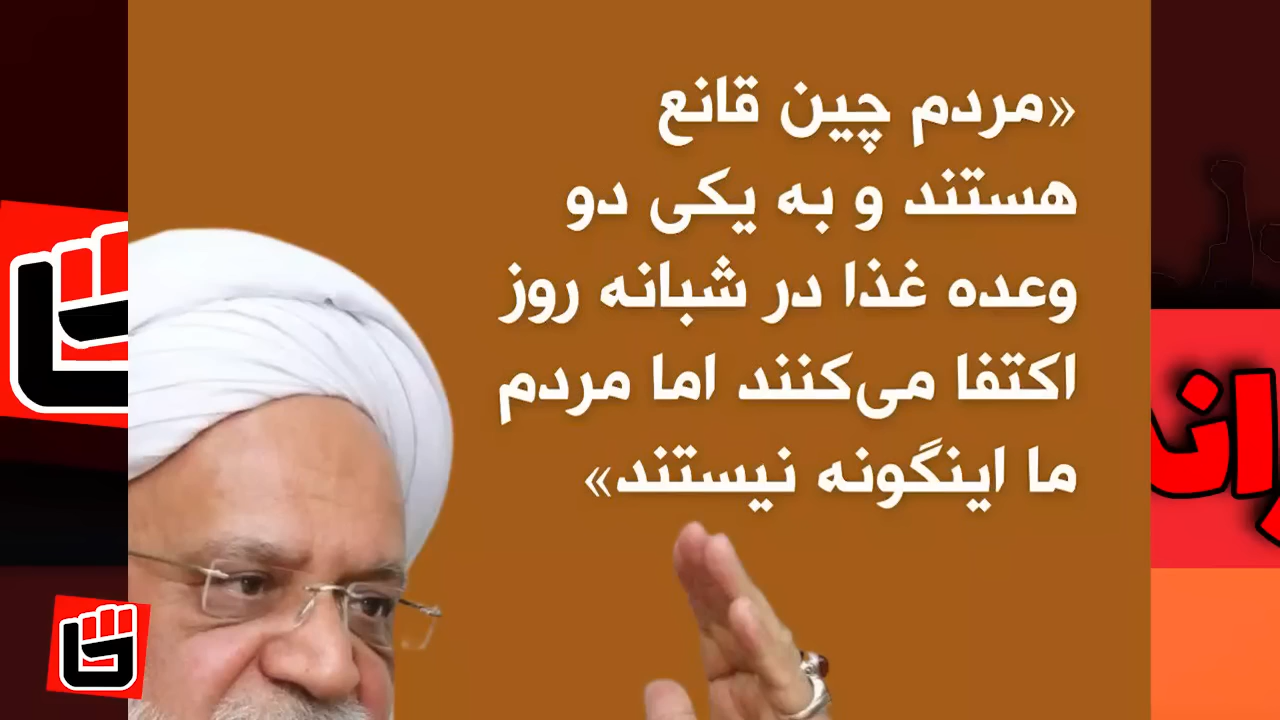 «مردم چین قانع
هستند و به یکی دو
وعده غذا در شبانه روز
اکتفا می‌کنند اما مردم
ما اینگونه نیستند»